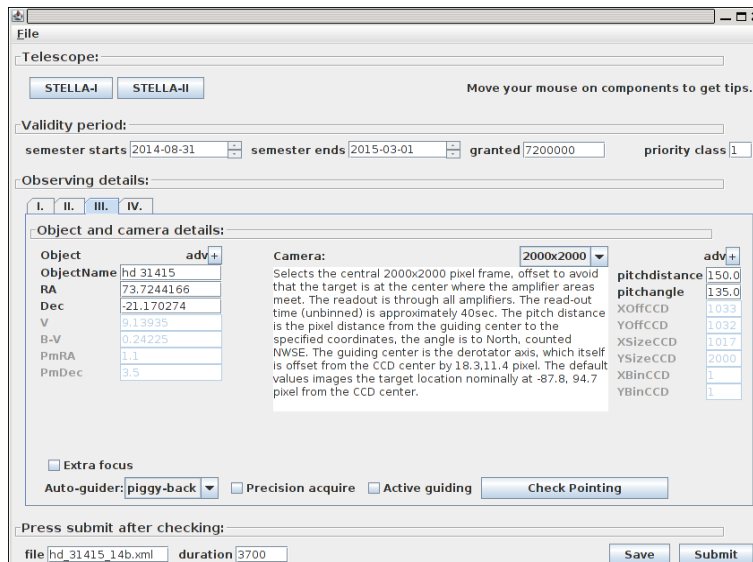 File
Telescope:
STELLA-I STELLA-II Move your mouse on components to get tips.
Validity period:
semester starts 2014-08-31 semester ends 2015-03-01 granted 7200000 priority class 1
Observing details:
I. II. III. IV.
Object and camera details:
Object adv +
ObjectName hd 31415
RA 73.7244166
Dec -21.170274
V 9.13935
B-V 0.24225
PmRA 1.1
PmDec 3.5
Camera: 2000x2000
Selects the central 2000x2000 pixel frame, offset to avoid
that the target is at the center where the amplifier areas
meet. The readout is through all amplifiers. The read-out
time (unbinned) is approximately 40sec. The pitch distance
is the pixel distance from the guiding center to the
specified coordinates, the angle is to North, counted
NWSE. The guiding center is the derotator axis, which itself
is offset from the CCD center by 18.3,11.4 pixel. The default
values images the target location nominally at -87.8, 94.7
pixel from the CCD center.
adv +
pitchdistance 150.0
pitchangle 135.0
XOffCCD 1033
YOffCCD 1032
XSizeCCD 1017
YSizeCCD 2000
XBinCCD 1
YBinCCD 1
Extra focus
Auto-guider: piggy-back Precision acquire Active guiding Check Pointing
Press submit after checking:
file hd_31415_14b.xml duration 3700 Save Submit